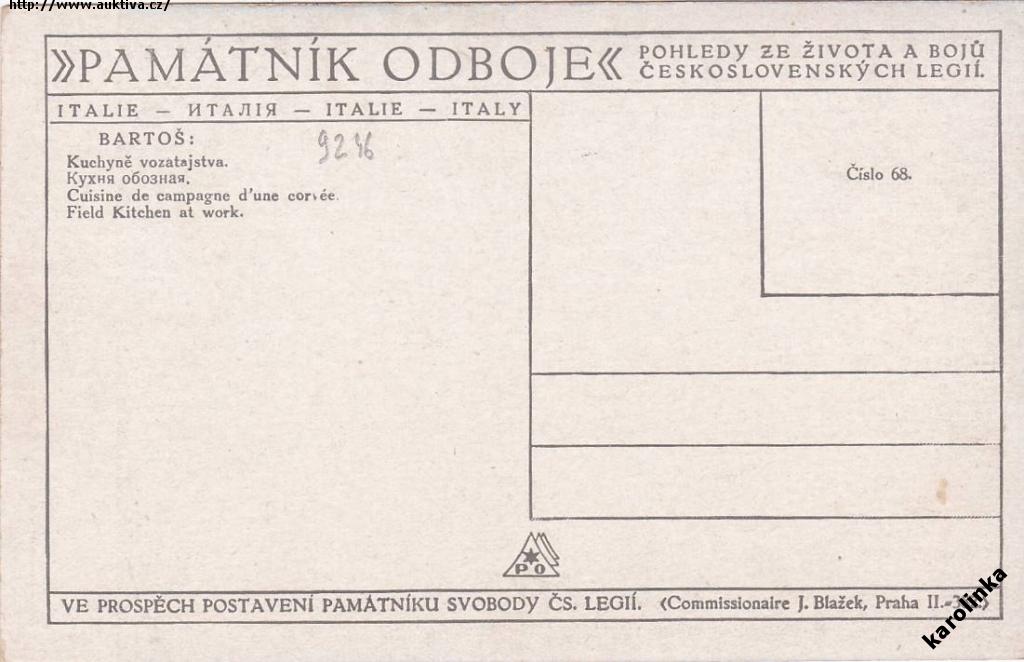 http://www.auktiva.cz/
»PAMÁTNÍK ODBOJE«
POHLEDY ZE ŽIVOTA A BOJŮ
ČESKOSLOVENSKÝCH LEGIÍ.
ITALIE — ИТАЛІЯ — ITALIE — ITALY
BARTOŠ:
9246
Kuchyně vozatajstva.
Кухня обозная.
Cuisine de campagne d'une corvée.
Field Kitchen at work.
Číslo 68.
PO
VE PROSPĚCH POSTAVENÍ PAMÁTNÍKU SVOBODY ČS. LEGIÍ. (Commissionaire J. Blažek, Praha II.-
karolinka